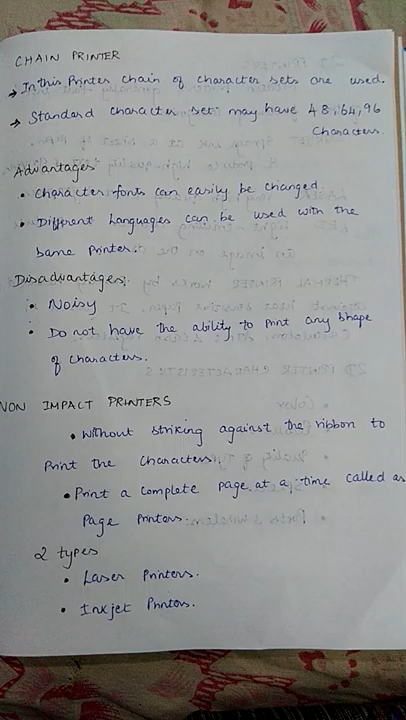 CHAIN PRINTER
→ In this Printer chain of character sets are used.
→ Standard character set may have 48, 64, 96
Characters.
Advantages
• Character fonts can easily be changed.
• Different Languages can be used with the
Same Printer.
Disadvantages:
• Noisy
• Do not have the ability to Print any shape
of characters.
NON IMPACT PRINTERS
• Without striking against the ribbon to
Print the Characters.
• Print a Complete Page at a time called as
Page Printers.
2 types
• Laser Printers.
• Inkjet Printers.